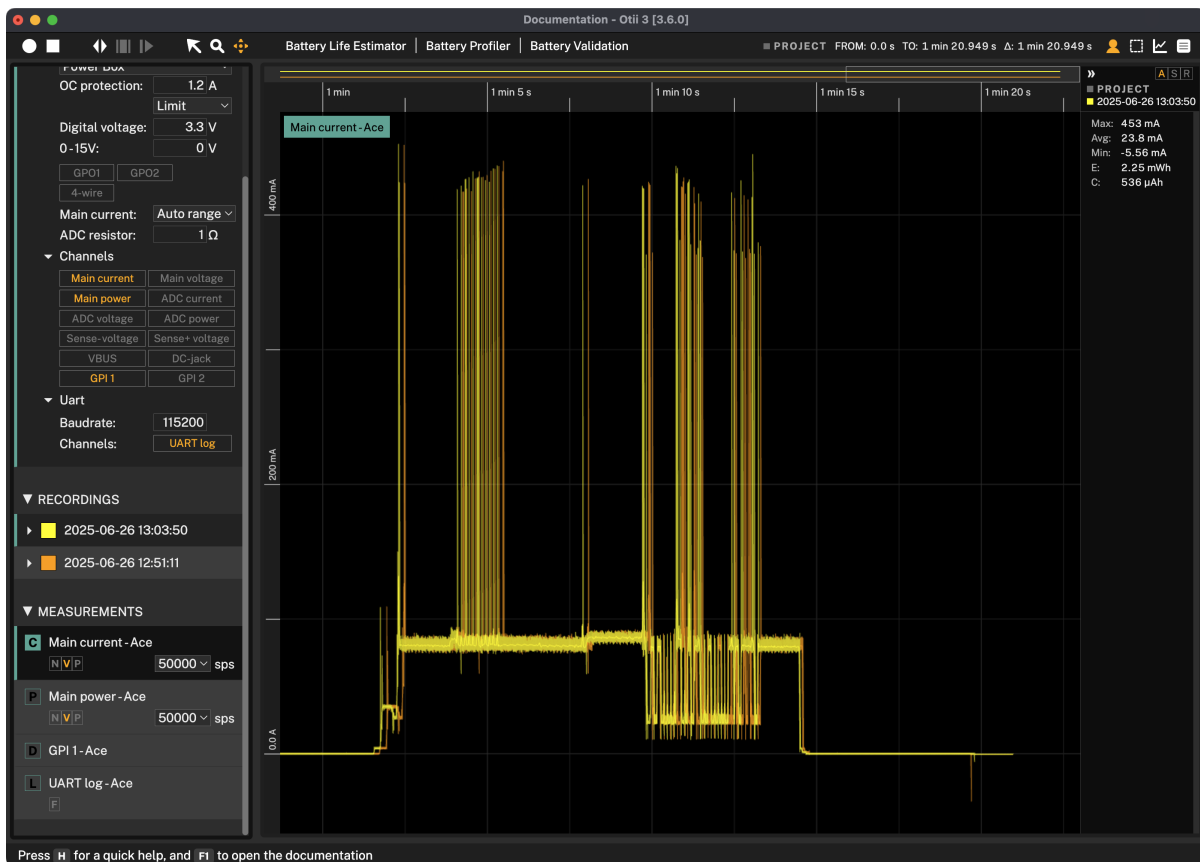 Documentation - Otii 3 [3.6.0]
Battery Life Estimator | Battery Profiler | Battery Validation
PROJECT FROM: 0.0 s TO: 1 min 20.949 s Δ: 1 min 20.949 s
Power Box
OC protection: 1.2 A
Limit
Digital voltage: 3.3 V
0-15V: 0 V
GPO1 GPO2
4-wire
Main current: Auto range
ADC resistor: 1 Ω
Channels
Main current Main voltage
Main power ADC current
ADC voltage ADC power
Sense-voltage Sense+ voltage
VBUS DC-jack
GPI 1 GPI 2
Uart
Baudrate: 115200
Channels: UART log
RECORDINGS
2025-06-26 13:03:50
2025-06-26 12:51:11
MEASUREMENTS
C Main current - Ace
N V P 50000 sps
P Main power - Ace
N V P 50000 sps
D GPI 1 - Ace
L UART log - Ace
F
1 min 1 min 5 s 1 min 10 s 1 min 15 s 1 min 20 s
Main current - Ace
400 mA
200 mA
0.0 A
» A S R
PROJECT
2025-06-26 13:03:50
Max: 453 mA
Avg: 23.8 mA
Min: -5.56 mA
E: 2.25 mWh
C: 536 µAh
Press H for a quick help, and F1 to open the documentation